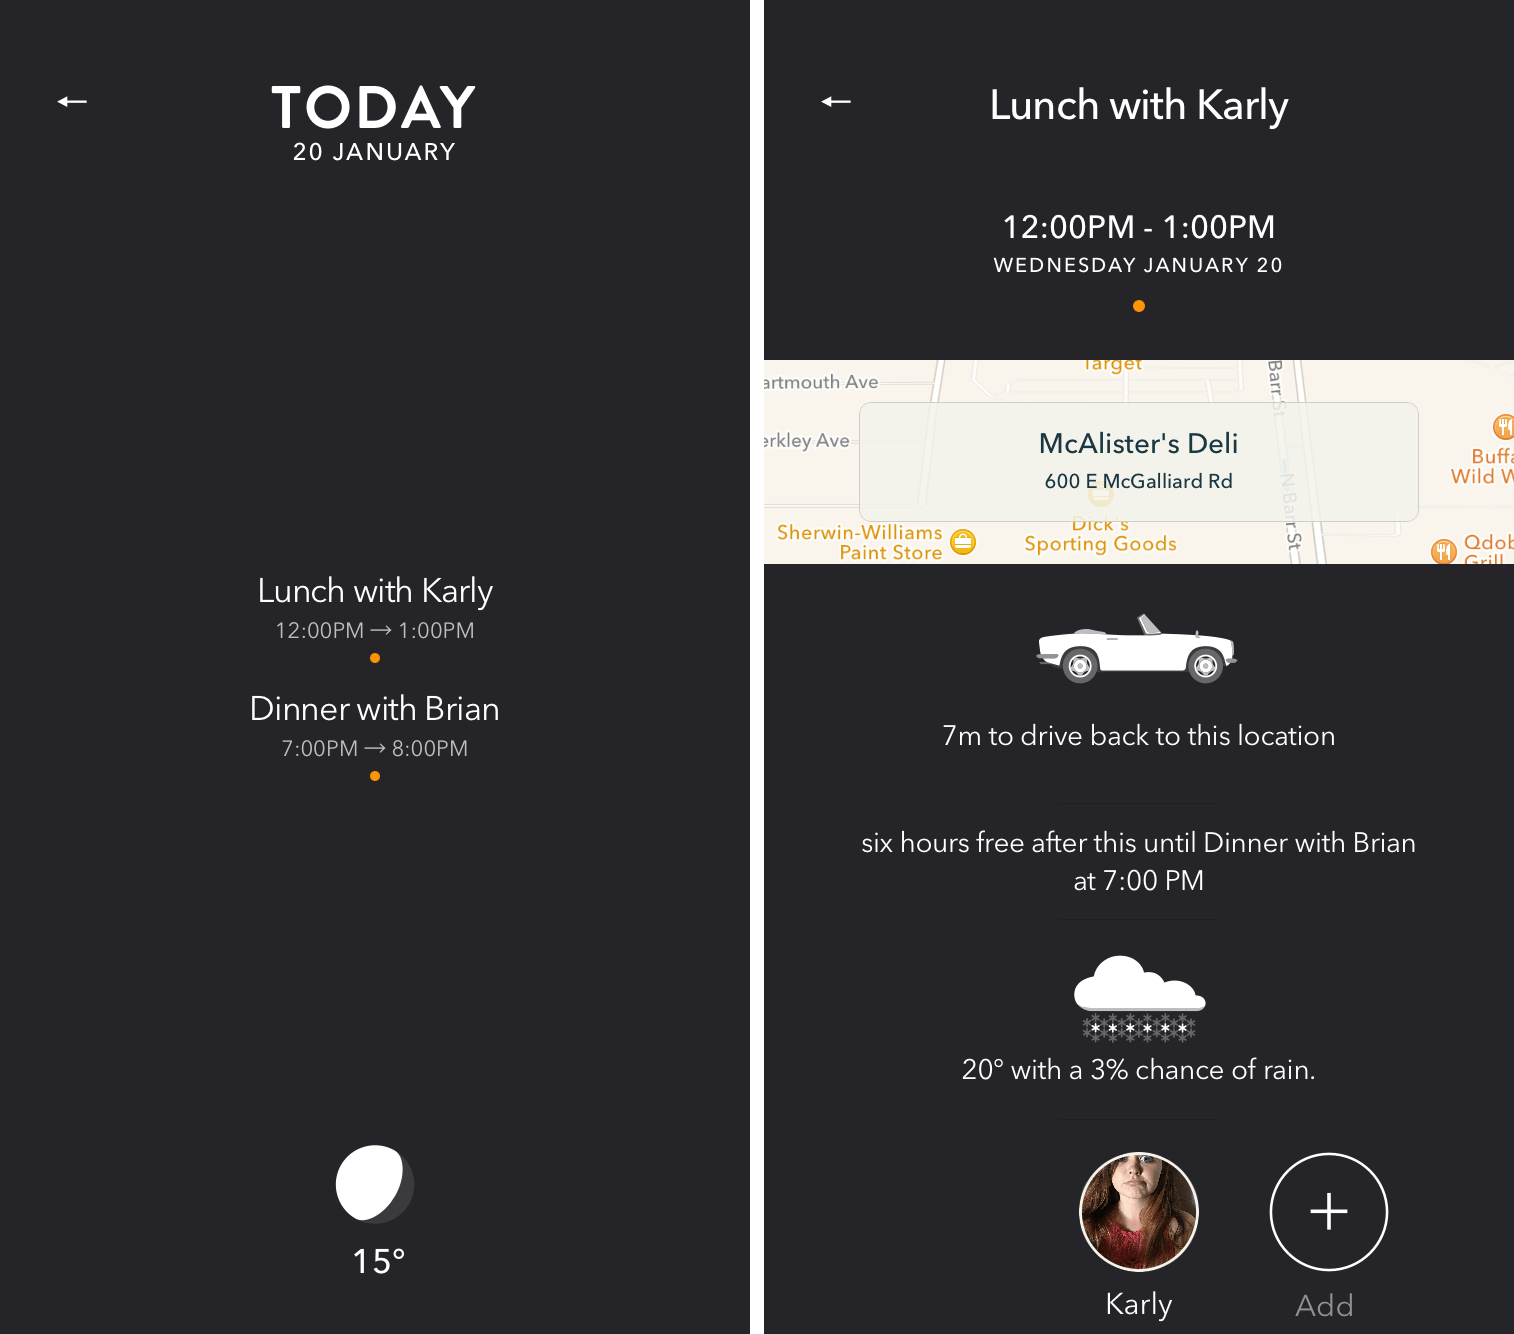 TODAY
20 JANUARY
Lunch with Karly
12:00PM → 1:00PM
Dinner with Brian
7:00PM → 8:00PM
15°
Lunch with Karly
12:00PM - 1:00PM
WEDNESDAY JANUARY 20
Target
artmouth Ave
Barr St
erkley Ave
McAlister's Deli
600 E McGalliard Rd
Buffa
Wild W
N Barr St
Sherwin-Williams
Paint Store
Dick's
Sporting Goods
Qdob
Grill
7m to drive back to this location
six hours free after this until Dinner with Brian
at 7:00 PM
20° with a 3% chance of rain.
Karly
Add